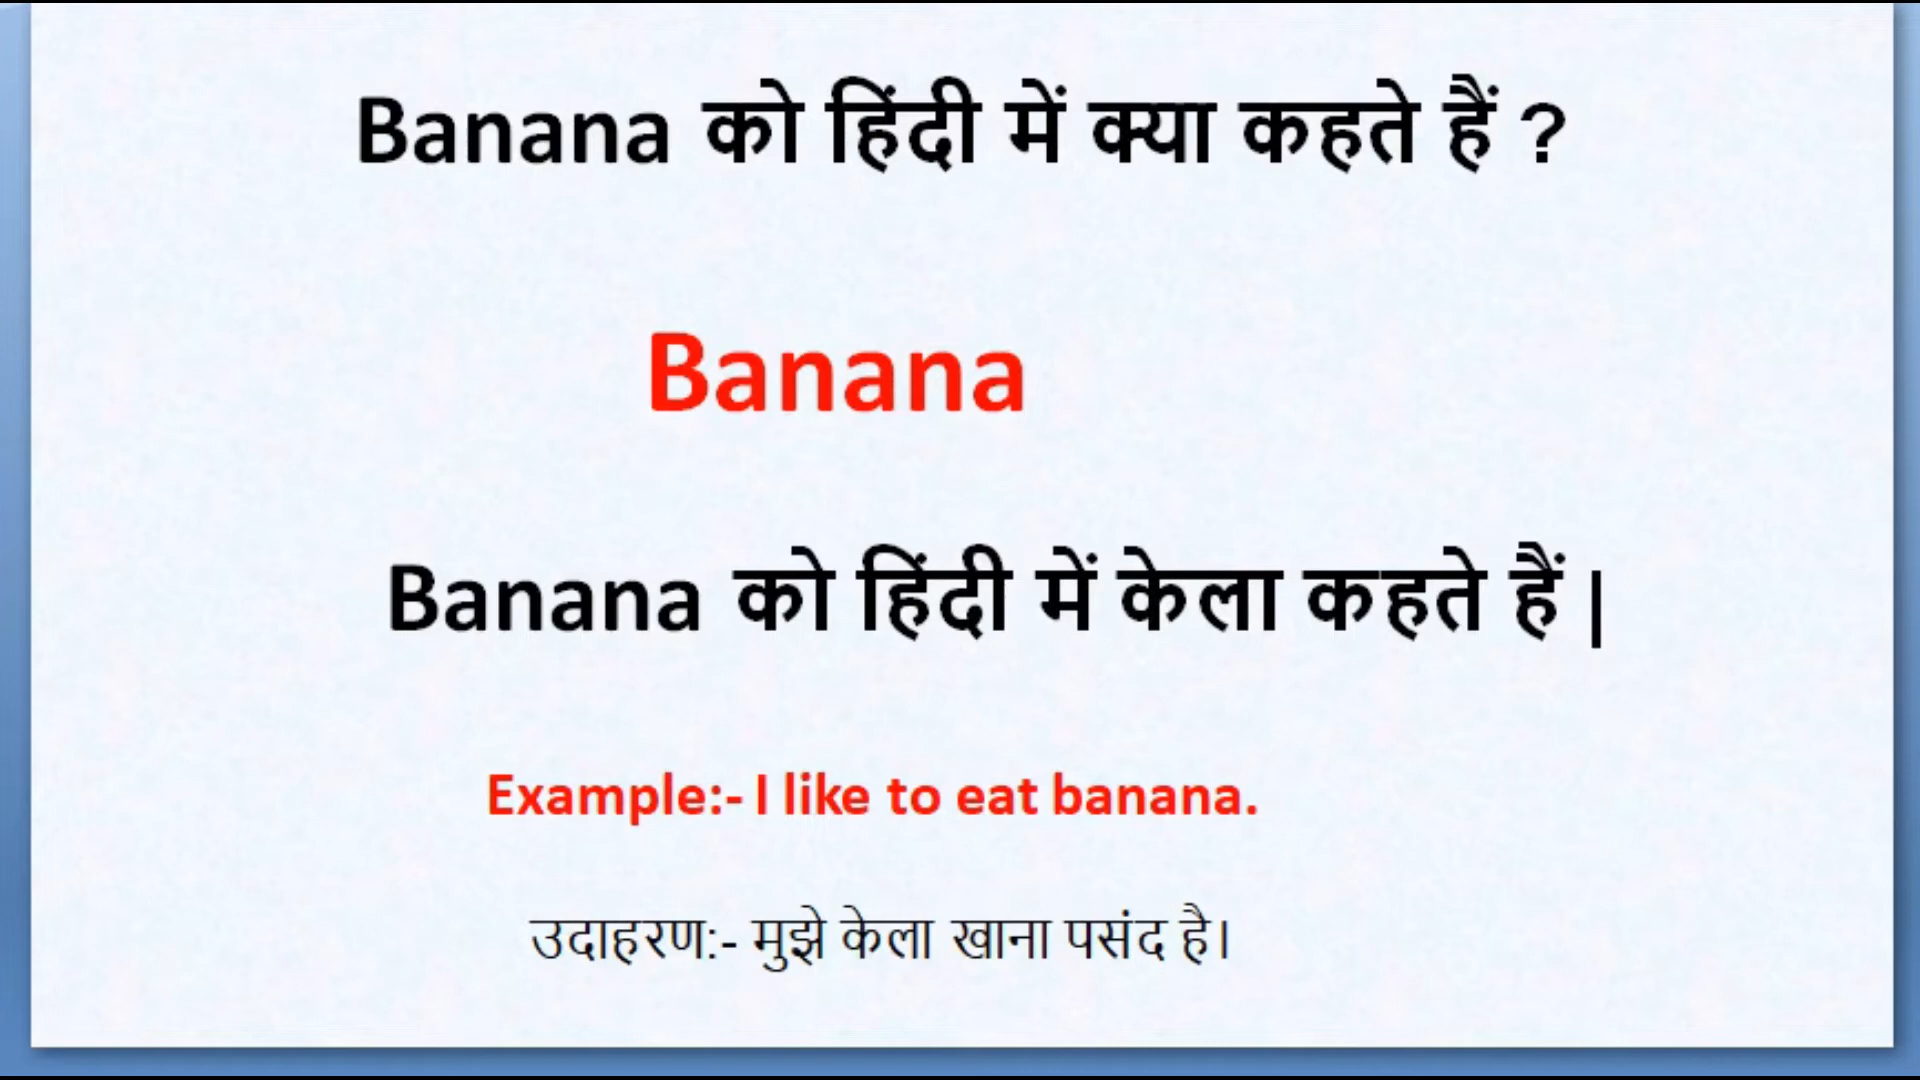 Banana को हिंदी में क्या कहते हैं ?
Banana
Banana को हिंदी में केला कहते हैं |
Example:- I like to eat banana.
उदाहरण:- मुझे केला खाना पसंद है।